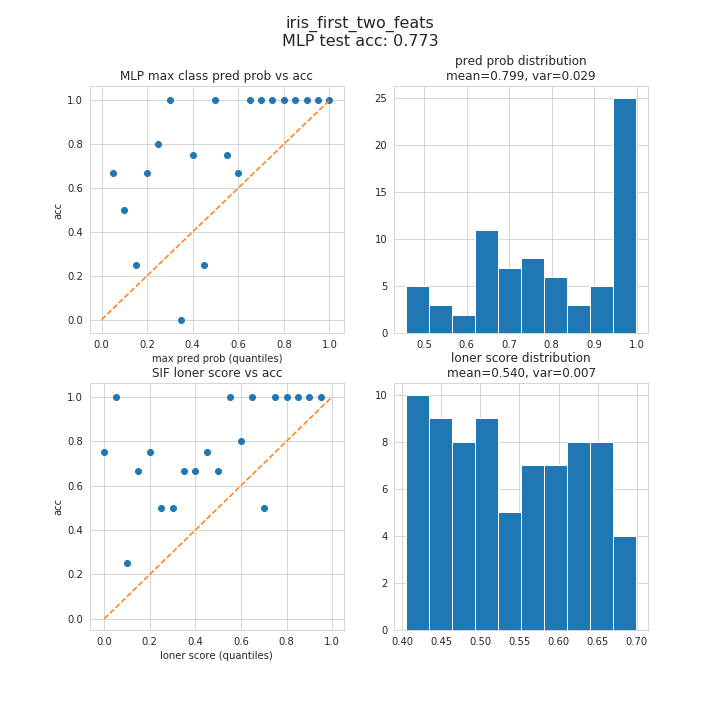 iris_first_two_feats
MLP test acc: 0.773
MLP max class pred prob vs acc
1.0
0.8
0.6
0.4
0.2
0.0
acc
0.0 0.2 0.4 0.6 0.8 1.0
max pred prob (quantiles)
pred prob distribution
mean=0.799, var=0.029
25
20
15
10
5
0
0.5 0.6 0.7 0.8 0.9 1.0
SIF loner score vs acc
1.0
0.8
0.6
0.4
0.2
0.0
acc
0.0 0.2 0.4 0.6 0.8 1.0
loner score (quantiles)
loner score distribution
mean=0.540, var=0.007
10
8
6
4
2
0
0.40 0.45 0.50 0.55 0.60 0.65 0.70